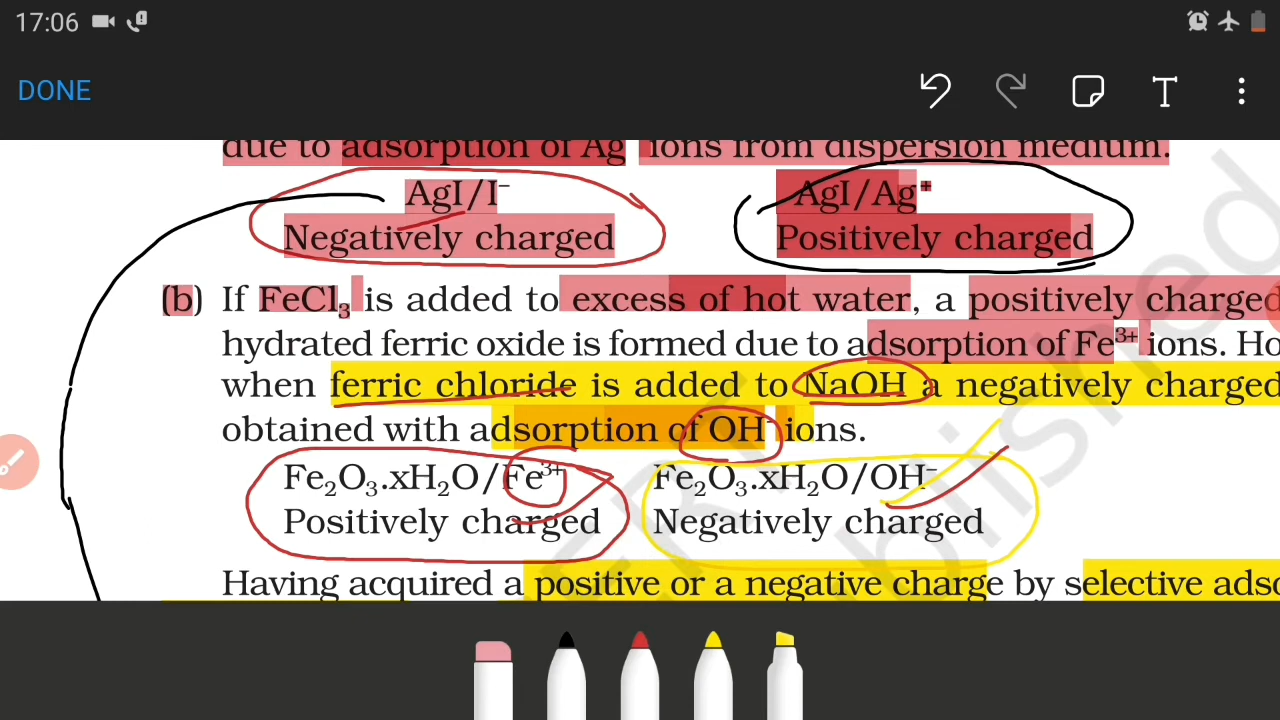 17:06
DONE
T
due to adsorption of Ag ions from dispersion medium.
AgI/I⁻ AgI/Ag⁺
Negatively charged Positively charged
(b) If FeCl₃ is added to excess of hot water, a positively charged
hydrated ferric oxide is formed due to adsorption of Fe³⁺ ions. Ho
when ferric chloride is added to NaOH a negatively charged
obtained with adsorption of OH⁻ ions.
Fe₂O₃.xH₂O/Fe³⁺ Fe₂O₃.xH₂O/OH⁻
Positively charged Negatively charged
Having acquired a positive or a negative charge by selective adso